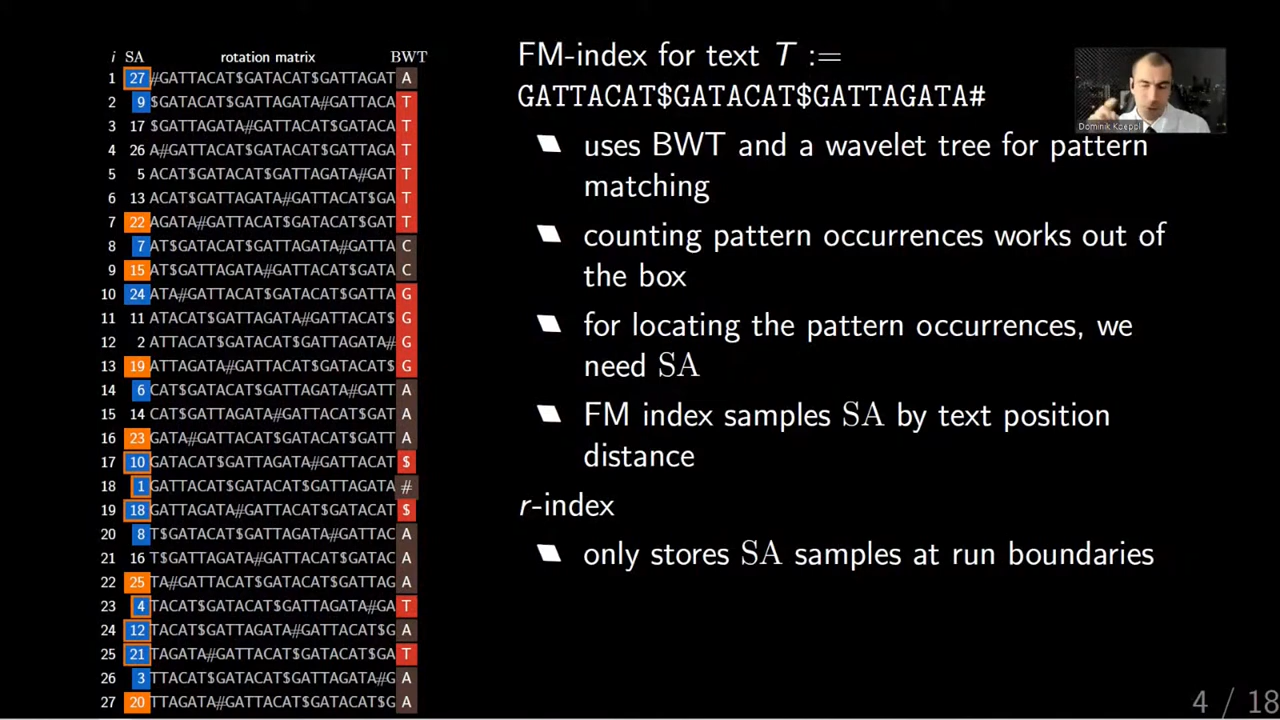 i SA rotation matrix BWT
1 27 #GATTACAT$GATACAT$GATTAGAT A
2 9 $GATACAT$GATTAGATA#GATTACA T
3 17 $GATTAGATA#GATTACAT$GATACA T
4 26 A#GATTACAT$GATACAT$GATTAGA T
5 5 ACAT$GATACAT$GATTAGATA#GAT T
6 13 ACAT$GATTAGATA#GATTACAT$GA T
7 22 AGATA#GATTACAT$GATACAT$GAT T
8 7 AT$GATACAT$GATTAGATA#GATTA C
9 15 AT$GATTAGATA#GATTACAT$GATA C
10 24 ATA#GATTACAT$GATACAT$GATTA G
11 11 ATACAT$GATTAGATA#GATTACAT$ G
12 2 ATTACAT$GATACAT$GATTAGATA# G
13 19 ATTAGATA#GATTACAT$GATACAT$ G
14 6 CAT$GATACAT$GATTAGATA#GATT A
15 14 CAT$GATTAGATA#GATTACAT$GAT A
16 23 GATA#GATTACAT$GATACAT$GATT A
17 10 GATACAT$GATTAGATA#GATTACAT $
18 1 GATTACAT$GATACAT$GATTAGATA #
19 18 GATTAGATA#GATTACAT$GATACAT $
20 8 T$GATACAT$GATTAGATA#GATTAC A
21 16 T$GATTAGATA#GATTACAT$GATAC A
22 25 TA#GATTACAT$GATACAT$GATTAG A
23 4 TACAT$GATACAT$GATTAGATA#GA T
24 12 TACAT$GATTAGATA#GATTACAT$G A
25 21 TAGATA#GATTACAT$GATACAT$GA T
26 3 TTACAT$GATACAT$GATTAGATA#G A
27 20 TTAGATA#GATTACAT$GATACAT$G A
FM-index for text T :=
GATTACAT$GATACAT$GATTAGATA#
uses BWT and a wavelet tree for pattern
matching
counting pattern occurrences works out of
the box
for locating the pattern occurrences, we
need SA
FM index samples SA by text position
distance
r-index
only stores SA samples at run boundaries
Dominik Koeppl
4 / 18